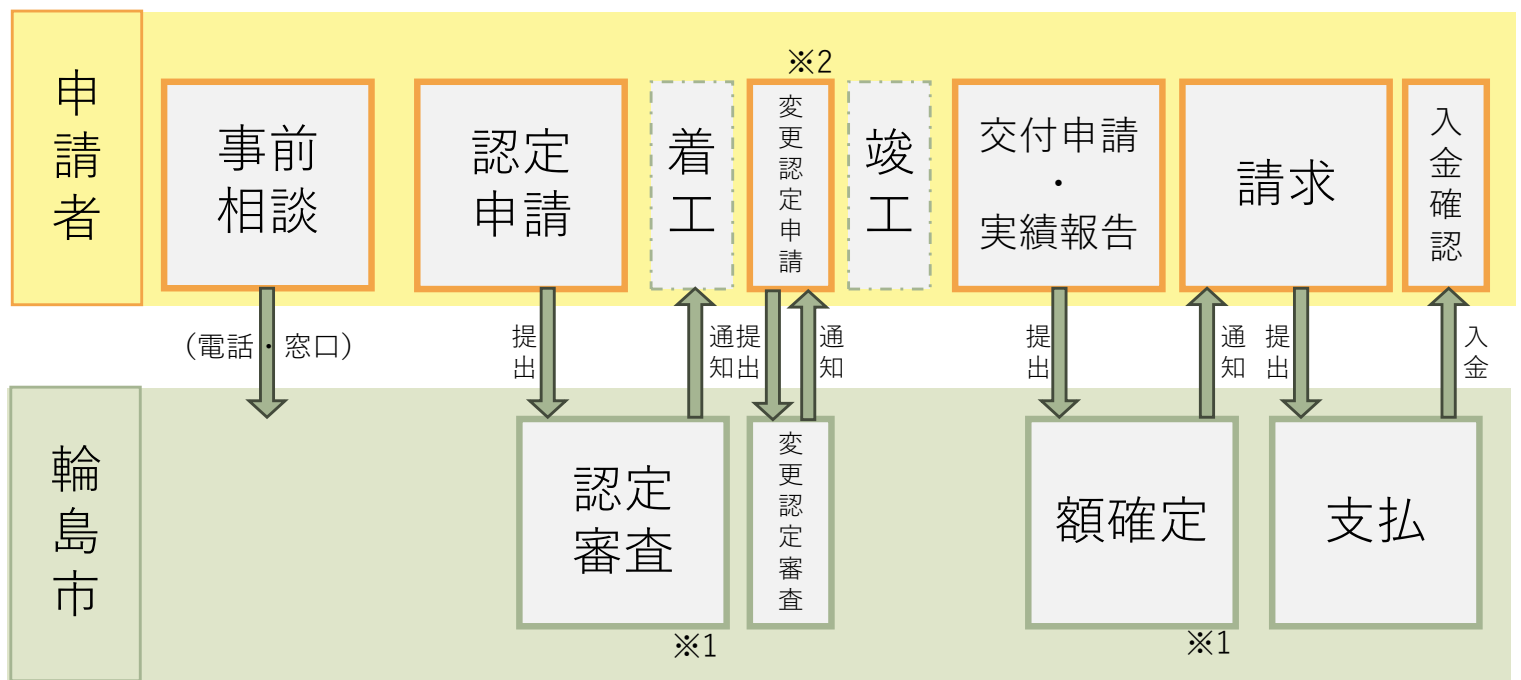 申請者
事前
相談
認定
申請
着工
※2
変更認定申請
竣工
交付申請
・
実績報告
請求
入金確認
(電話・窓口)
提出
通知
提出
通知
提出
通知
提出
入金
輪島市
認定
審査
※1
変更認定審査
額確定
※1
支払